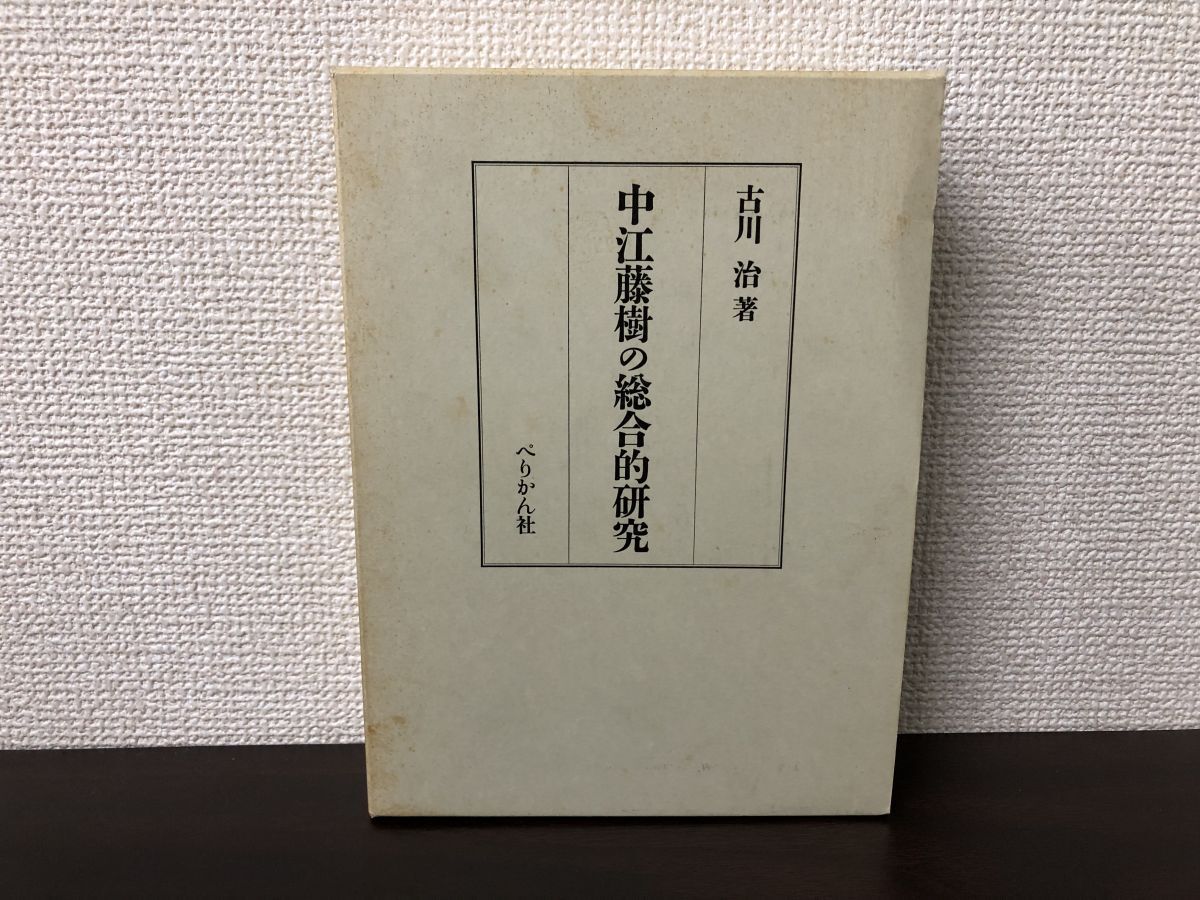 古川 治 著
中江藤樹の総合的研究
ぺりかん社